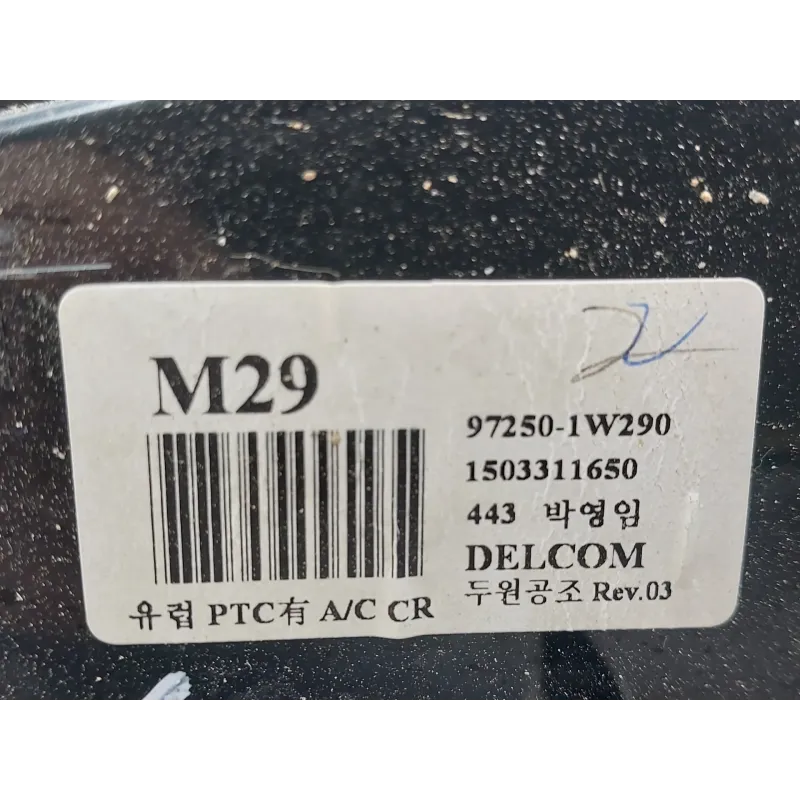 M29
97250-1W290
1503311650
443 박영임
DELCOM
두원공조 Rev.03
유럽 PTC有 A/C CR